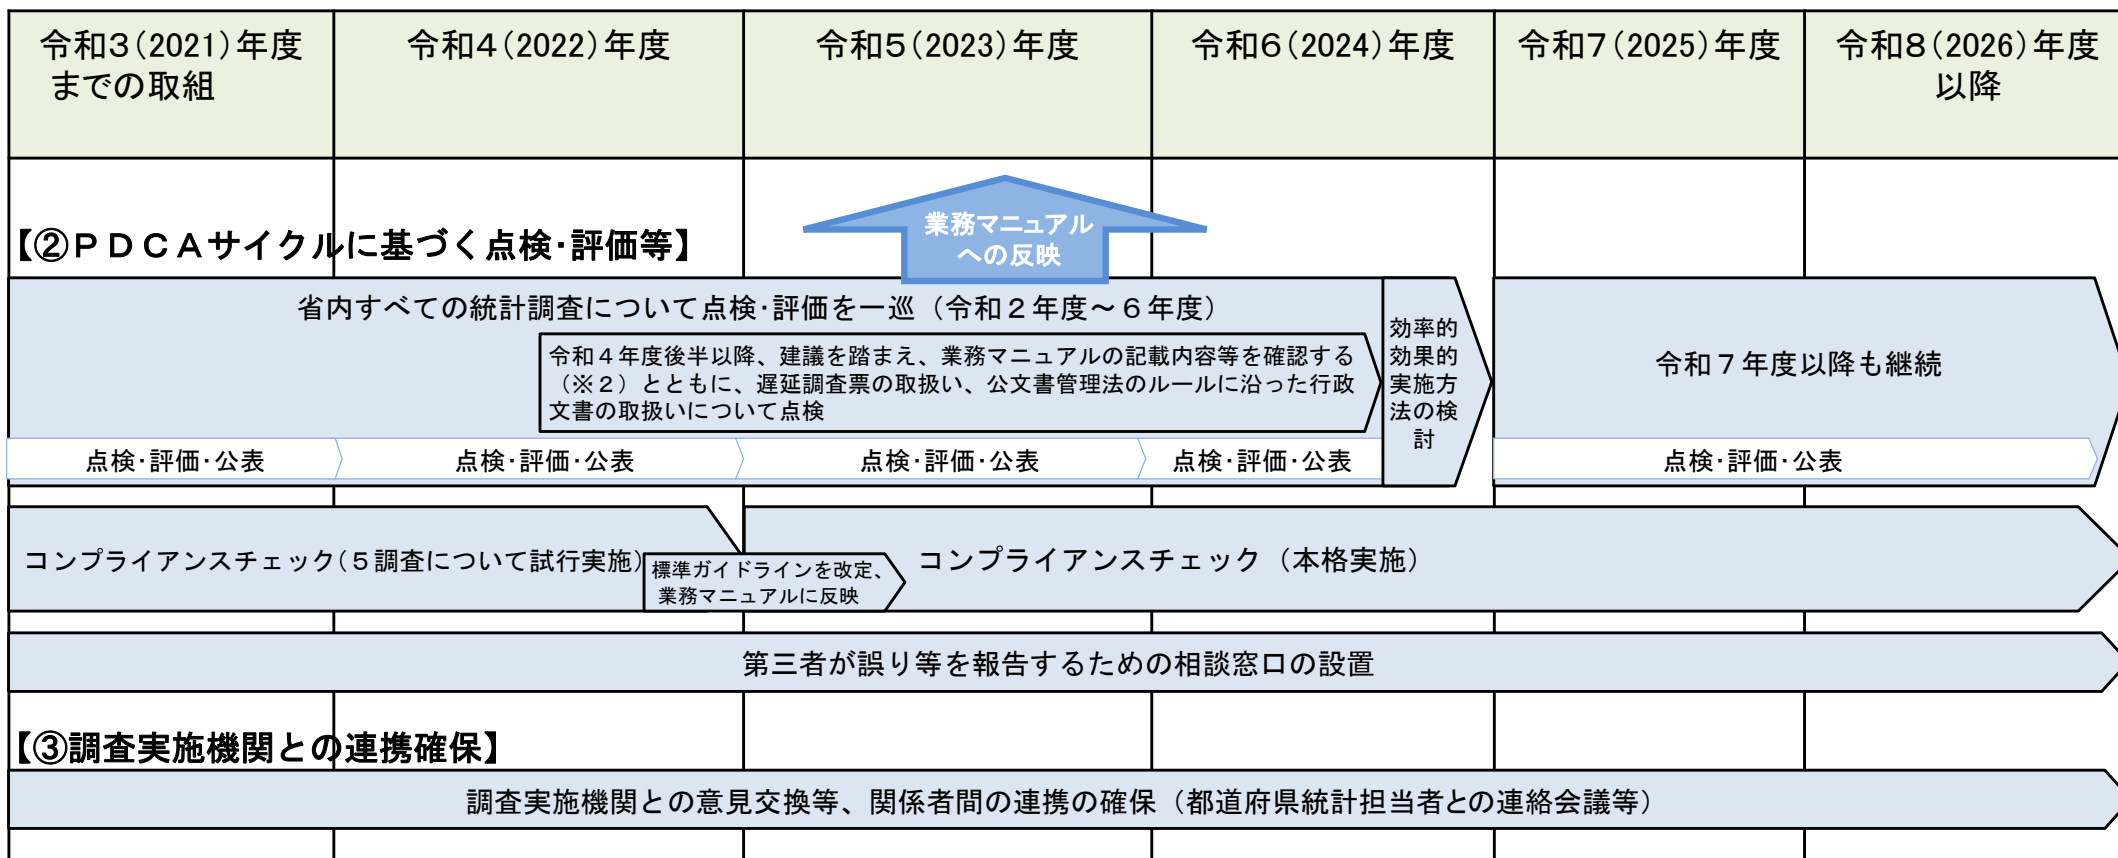 令和3(2021)年度
までの取組
令和4(2022)年度
令和5(2023)年度
令和6(2024)年度
令和7(2025)年度
令和8(2026)年度
以降
業務マニュアル
への反映
【②ＰＤＣＡサイクルに基づく点検･評価等】
省内すべての統計調査について点検･評価を一巡（令和２年度～６年度）
令和４年度後半以降、建議を踏まえ、業務マニュアルの記載内容等を確認する
（※２）とともに、遅延調査票の取扱い、公文書管理法のルールに沿った行政
文書の取扱いについて点検
効率的
効果的
実施方
法の検
討
令和７年度以降も継続
点検･評価･公表
点検･評価･公表
点検･評価･公表
点検･評価･公表
点検･評価･公表
コンプライアンスチェック(５調査について試行実施)
標準ガイドラインを改定、
業務マニュアルに反映
コンプライアンスチェック（本格実施）
第三者が誤り等を報告するための相談窓口の設置
【③調査実施機関との連携確保】
調査実施機関との意見交換等、関係者間の連携の確保（都道府県統計担当者との連絡会議等）